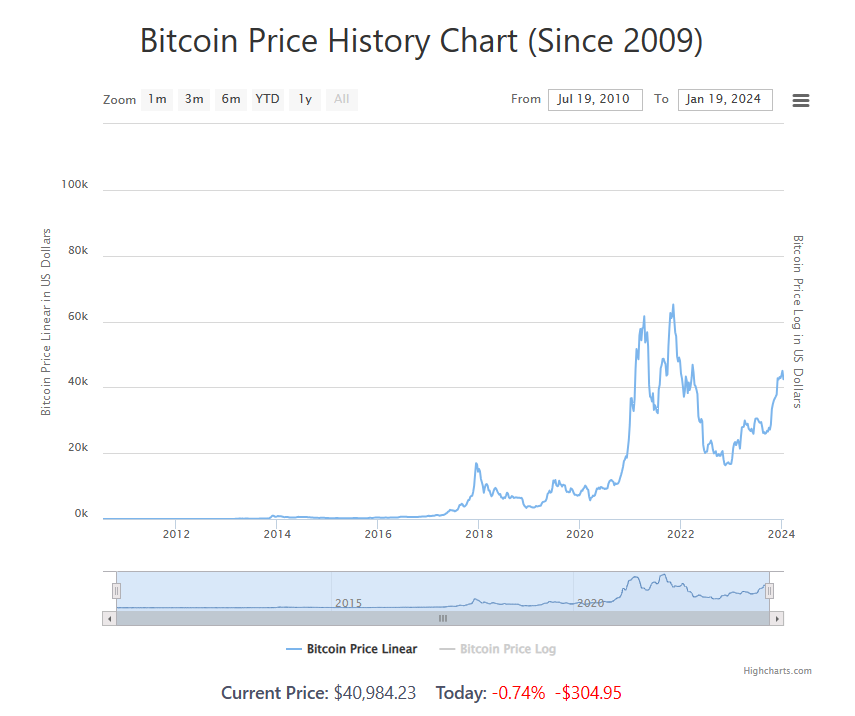 Bitcoin Price History Chart (Since 2009)
Zoom 1m 3m 6m YTD 1y All From Jul 19, 2010 To Jan 19, 2024
Bitcoin Price Linear in US Dollars
100k
80k
60k
40k
20k
0k
Bitcoin Price Log in US Dollars
2012 2014 2016 2018 2020 2022 2024
2015 2020
Bitcoin Price Linear Bitcoin Price Log
Highcharts.com
Current Price: $40,984.23 Today: -0.74% -$304.95